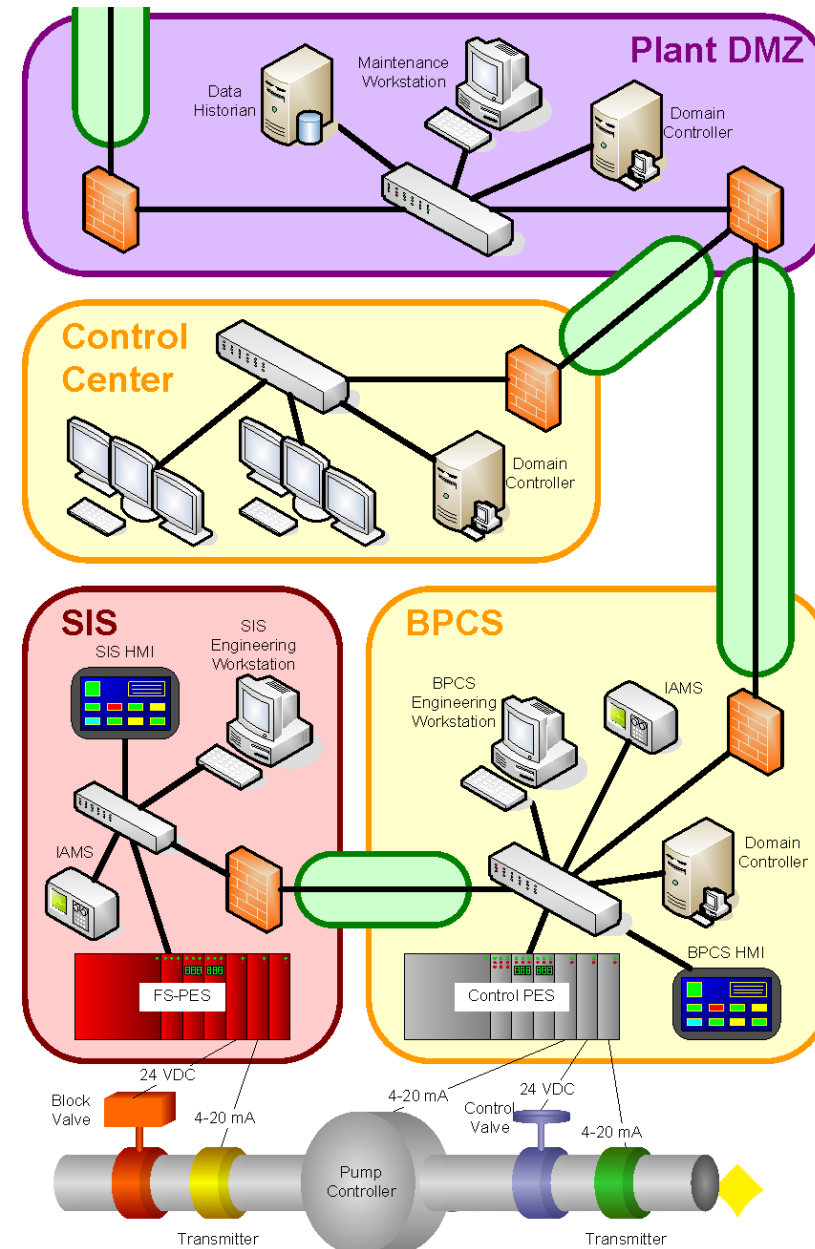 Plant DMZ
Data
Historian
Maintenance
Workstation
Domain
Controller
Control
Center
Domain
Controller
SIS
SIS HMI
SIS
Engineering
Workstation
IAMS
FS-PES
BPCS
BPCS
Engineering
Workstation
IAMS
Domain
Controller
BPCS HMI
Control PES
24 VDC
Block
Valve
4-20 mA
4-20 mA
Control
Valve
24 VDC
4-20 mA
Pump
Controller
Transmitter
Transmitter